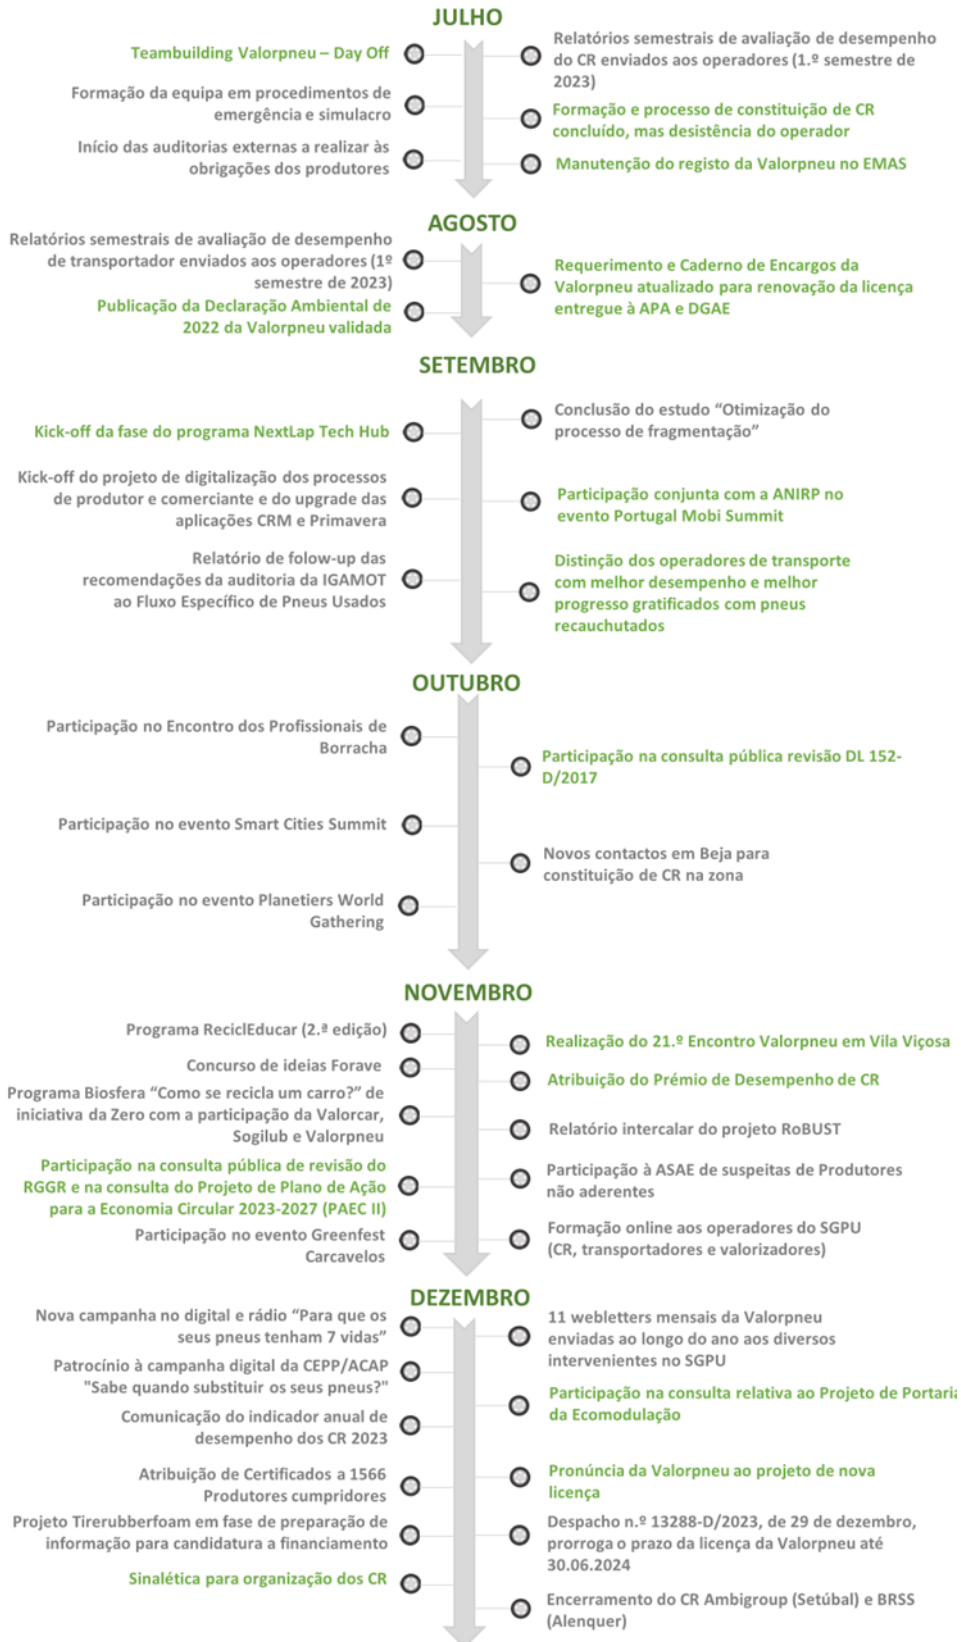 JULHO
Teambuilding Valorpneu – Day Off
Formação da equipa em procedimentos de
emergência e simulacro
Início das auditorias externas a realizar às
obrigações dos produtores
Relatórios semestrais de avaliação de desempenho
do CR enviados aos operadores (1.º semestre de
2023)
Formação e processo de constituição de CR
concluído, mas desistência do operador
Manutenção do registo da Valorpneu no EMAS
AGOSTO
Relatórios semestrais de avaliação de desempenho
de transportador enviados aos operadores (1º
semestre de 2023)
Publicação da Declaração Ambiental de
2022 da Valorpneu validada
Requerimento e Caderno de Encargos da
Valorpneu atualizado para renovação da licença
entregue à APA e DGAE
SETEMBRO
Kick-off da fase do programa NextLap Tech Hub
Kick-off do projeto de digitalização dos processos
de produtor e comerciante e do upgrade das
aplicações CRM e Primavera
Relatório de folow-up das
recomendações da auditoria da IGAMOT
ao Fluxo Específico de Pneus Usados
Conclusão do estudo “Otimização do
processo de fragmentação”
Participação conjunta com a ANIRP no
evento Portugal Mobi Summit
Distinção dos operadores de transporte
com melhor desempenho e melhor
progresso gratificados com pneus
recauchutados
OUTUBRO
Participação no Encontro dos Profissionais de
Borracha
Participação no evento Smart Cities Summit
Participação no evento Planetiers World
Gathering
Participação na consulta pública revisão DL 152-
D/2017
Novos contactos em Beja para
constituição de CR na zona
NOVEMBRO
Programa ReciclEducar (2.ª edição)
Concurso de ideias Forave
Programa Biosfera “Como se recicla um carro?” de
iniciativa da Zero com a participação da Valorcar,
Sogilub e Valorpneu
Participação na consulta pública de revisão do
RGGR e na consulta do Projeto de Plano de Ação
para a Economia Circular 2023-2027 (PAEC II)
Participação no evento Greenfest
Carcavelos
Realização do 21.º Encontro Valorpneu em Vila Viçosa
Atribuição do Prémio de Desempenho de CR
Relatório intercalar do projeto RoBUST
Participação à ASAE de suspeitas de Produtores
não aderentes
Formação online aos operadores do SGPU
(CR, transportadores e valorizadores)
DEZEMBRO
Nova campanha no digital e rádio “Para que os
seus pneus tenham 7 vidas”
Patrocínio à campanha digital da CEPP/ACAP
"Sabe quando substituir os seus pneus?"
Comunicação do indicador anual de
desempenho dos CR 2023
Atribuição de Certificados a 1566
Produtores cumpridores
Projeto Tirerubberfoam em fase de preparação de
informação para candidatura a financiamento
Sinalética para organização dos CR
11 webletters mensais da Valorpneu
enviadas ao longo do ano aos diversos
intervenientes no SGPU
Participação na consulta relativa ao Projeto de Portaria
da Ecomodulação
Pronúncia da Valorpneu ao projeto de nova
licença
Despacho n.º 13288-D/2023, de 29 de dezembro,
prorroga o prazo da licença da Valorpneu até
30.06.2024
Encerramento do CR Ambigroup (Setúbal) e BRSS
(Alenquer)